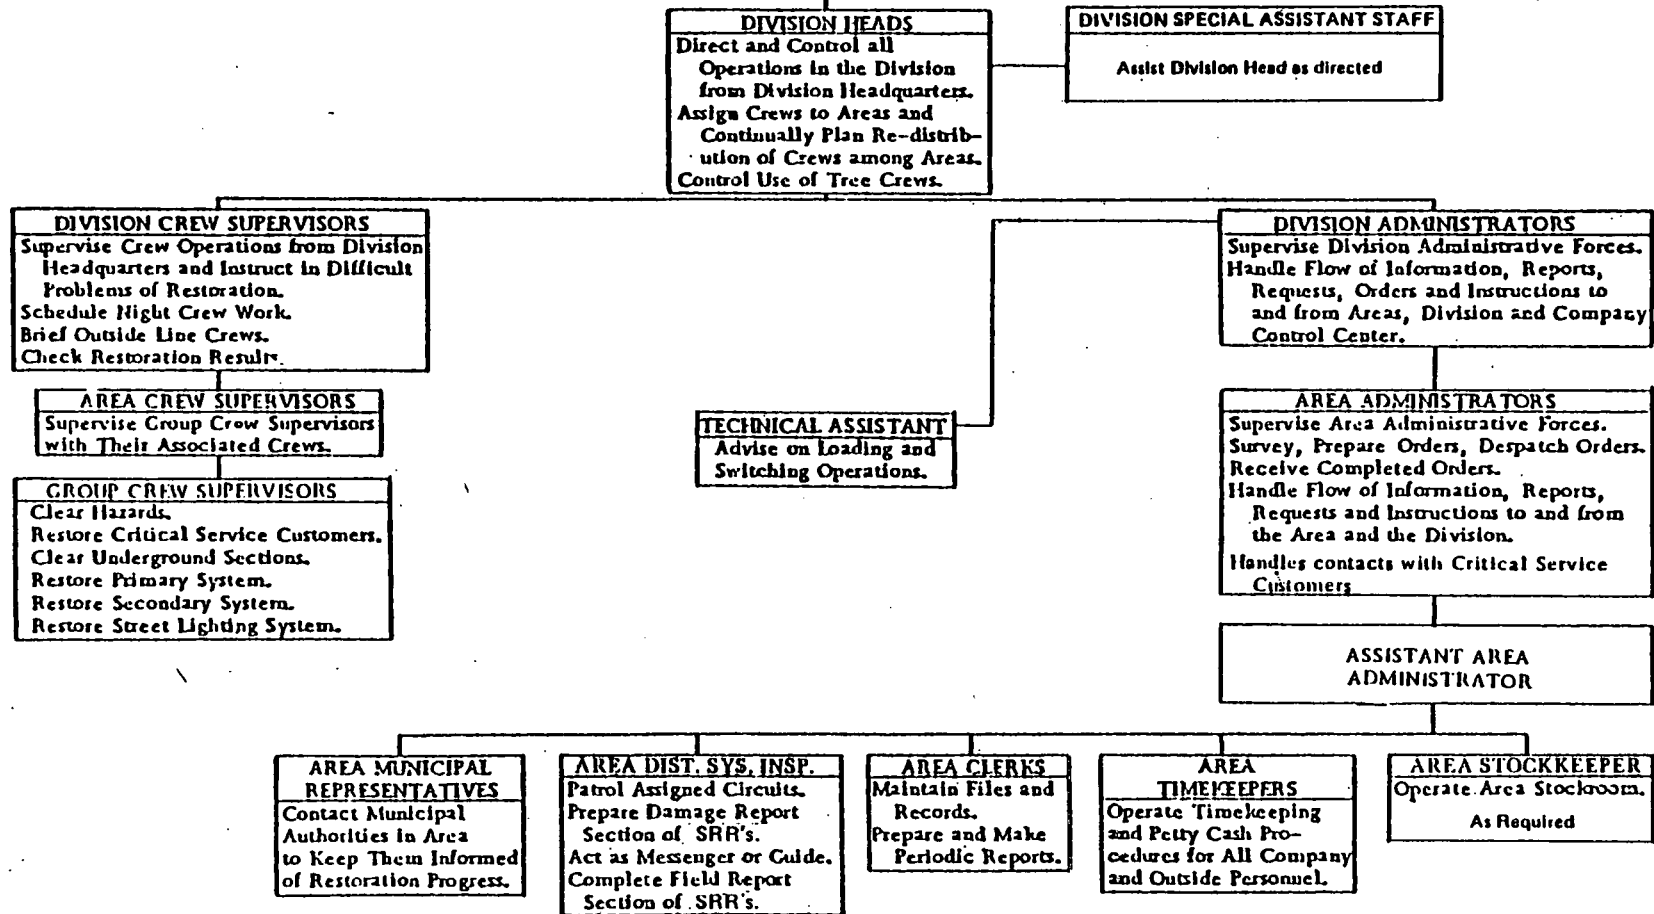 DIVISION HEADS
Direct and Control all
Operations in the Division
from Division Headquarters.
Assign Crews to Areas and
Continually Plan Re-distrib-
ution of Crews among Areas.
Control Use of Tree Crews.
DIVISION SPECIAL ASSISTANT STAFF
Assist Division Head as directed
DIVISION CREW SUPERVISORS
Supervise Crew Operations from Division
Headquarters and Instruct in Difficult
Problems of Restoration.
Schedule Night Crew Work.
Brief Outside Line Crews.
Check Restoration Results.
DIVISION ADMINISTRATORS
Supervise Division Administrative Forces.
Handle Flow of Information, Reports,
Requests, Orders and Instructions to
and from Areas, Division and Company
Control Center.
AREA CREW SUPERVISORS
Supervise Group Crew Supervisors
with Their Associated Crews.
TECHNICAL ASSISTANT
Advise on Loading and
Switching Operations.
AREA ADMINISTRATORS
Supervise Area Administrative Forces.
Survey, Prepare Orders, Despatch Orders.
Receive Completed Orders.
Handle Flow of Information, Reports,
Requests and Instructions to and from
the Area and the Division.
Handles contacts with Critical Service
Customers
GROUP CREW SUPERVISORS
Clear Hazards.
Restore Critical Service Customers.
Clear Underground Sections.
Restore Primary System.
Restore Secondary System.
Restore Street Lighting System.
ASSISTANT AREA
ADMINISTRATOR
AREA MUNICIPAL
REPRESENTATIVES
Contact Municipal
Authorities in Area
to Keep Them Informed
of Restoration Progress.
AREA DIST. SYS. INSP.
Patrol Assigned Circuits.
Prepare Damage Report
Section of SRR's.
Act as Messenger or Guide.
Complete Field Report
Section of SRR's.
AREA CLERKS
Maintain Files and
Records.
Prepare and Make
Periodic Reports.
AREA
TIMEKEEPERS
Operate Timekeeping
and Petty Cash Pro-
cedures for All Company
and Outside Personnel.
AREA STOCKKEEPER
Operate Area Stockroom.
As Required